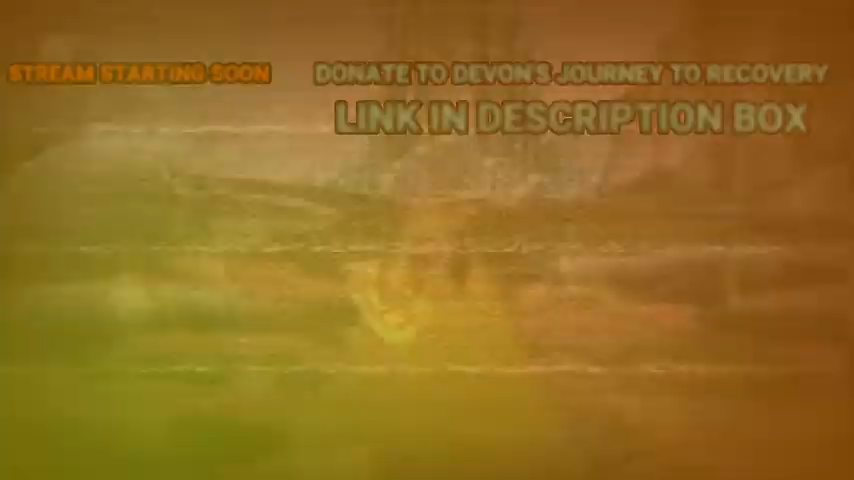 STREAM STARTING SOON
DONATE TO DEVON'S JOURNEY TO RECOVERY
LINK IN DESCRIPTION BOX